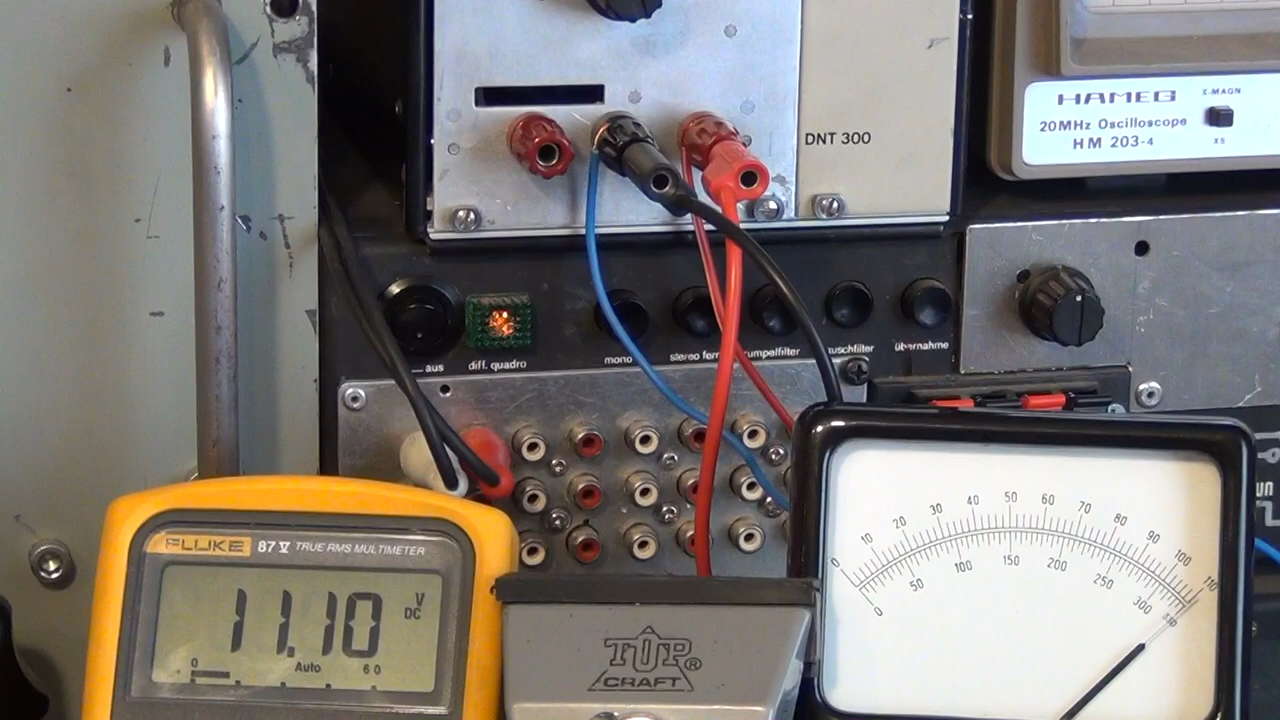 DNT 300
HAMEG
X-MAGN
20MHz Oscilloscope
HM 203-4
X5
aus
diff. quadro
mono
stereo
übernahme
FLUKE 87 V TRUE RMS MULTIMETER
11.10 V
DC
0 Auto 60
TOP
CRAFT
®
0 10 20 30 40 50 60 70 80 90 100 110
0 50 100 150 200 250 300 330